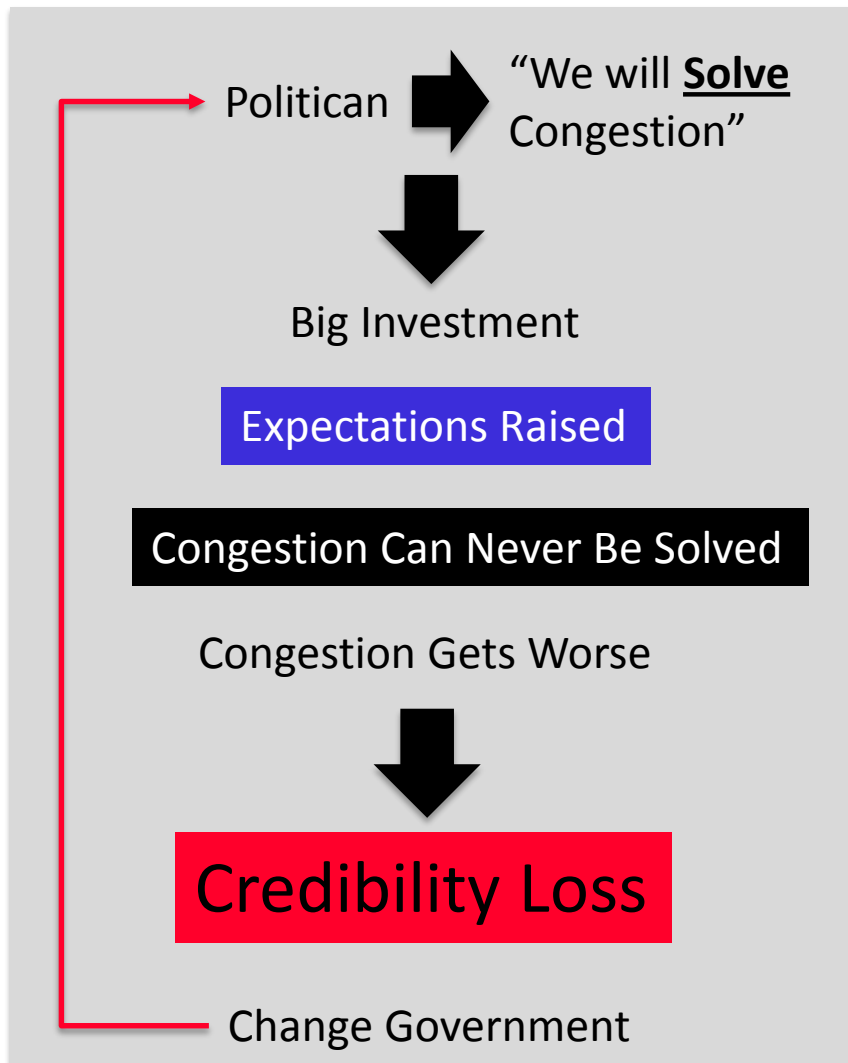 Politican
“We will Solve
Congestion”
Big Investment
Expectations Raised
Congestion Can Never Be Solved
Congestion Gets Worse
Credibility Loss
Change Government